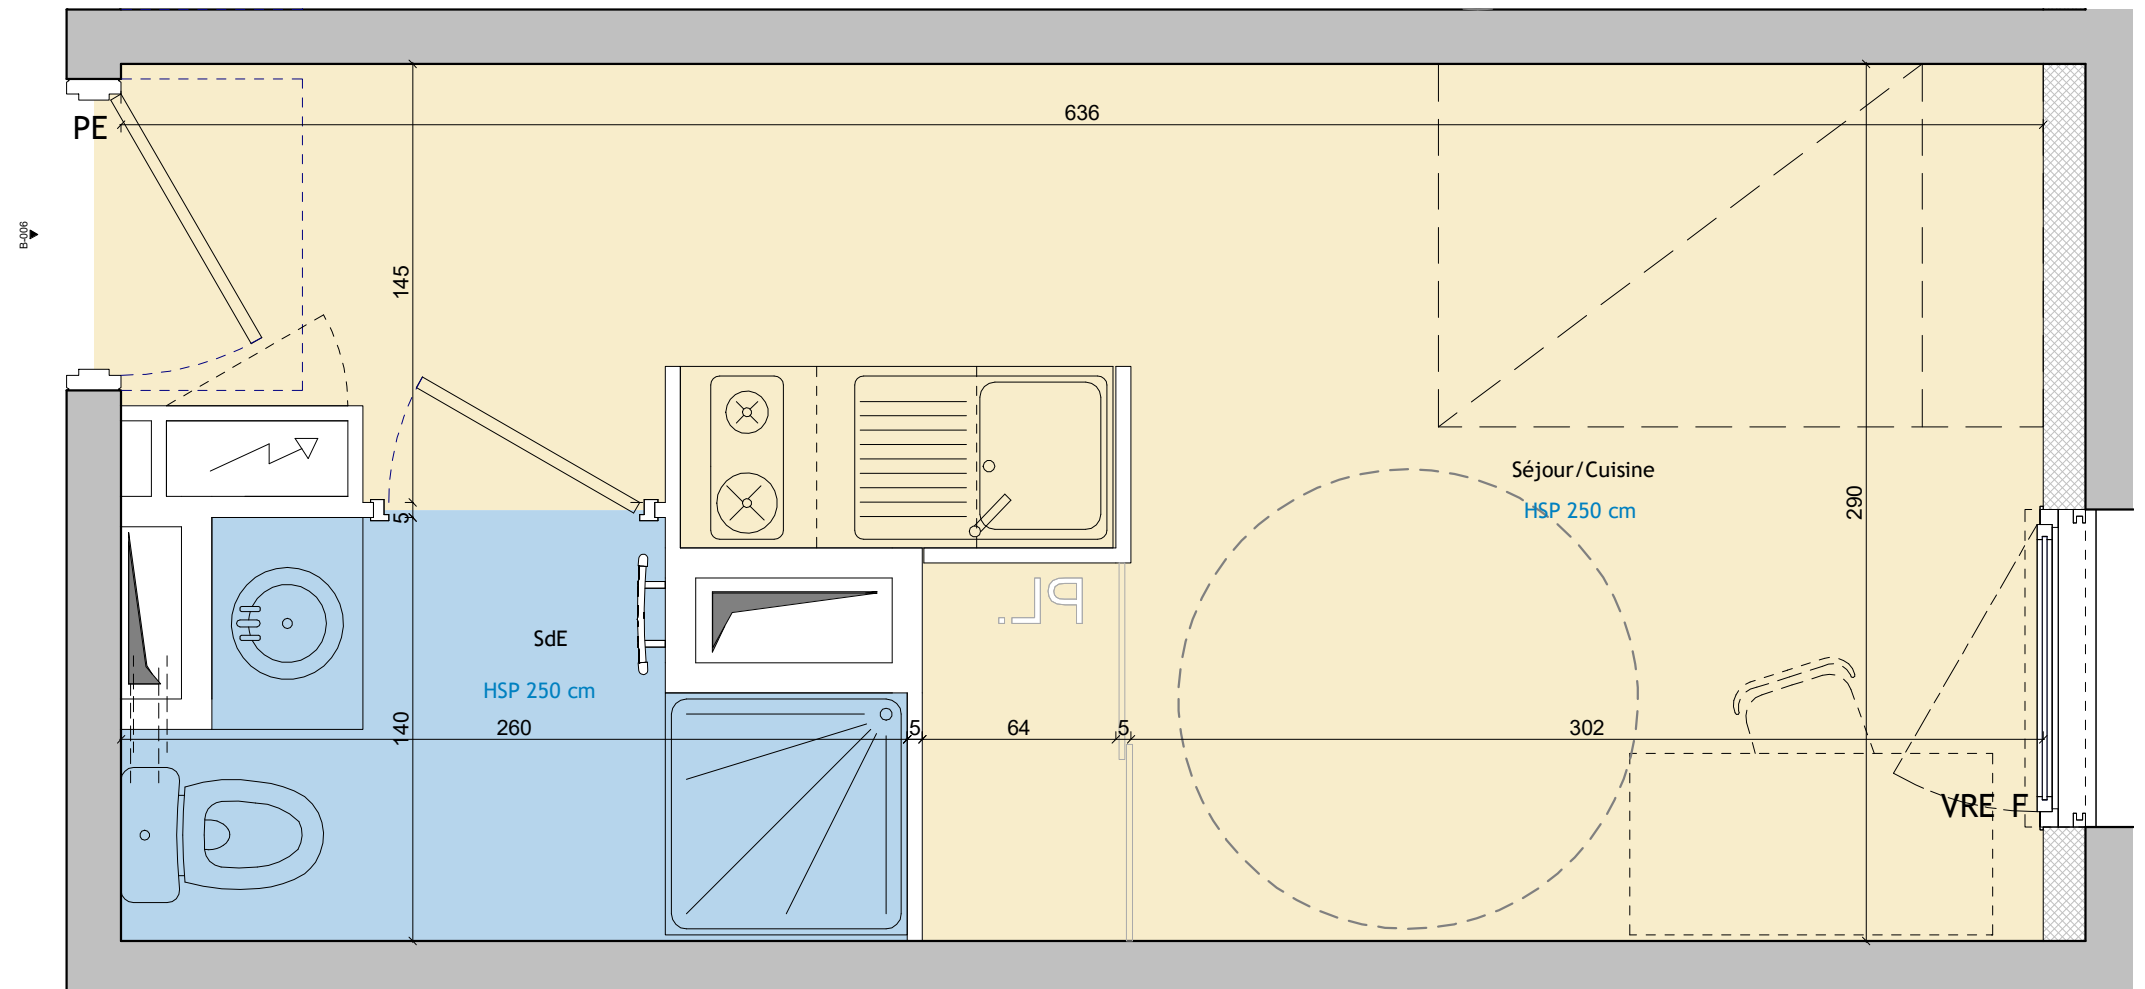 636
PE
B-006
145
Séjour/Cuisine
290
HSP 250 cm
5
PL.
SdE
HSP 250 cm
140
260
5
64
5
302
VRE F